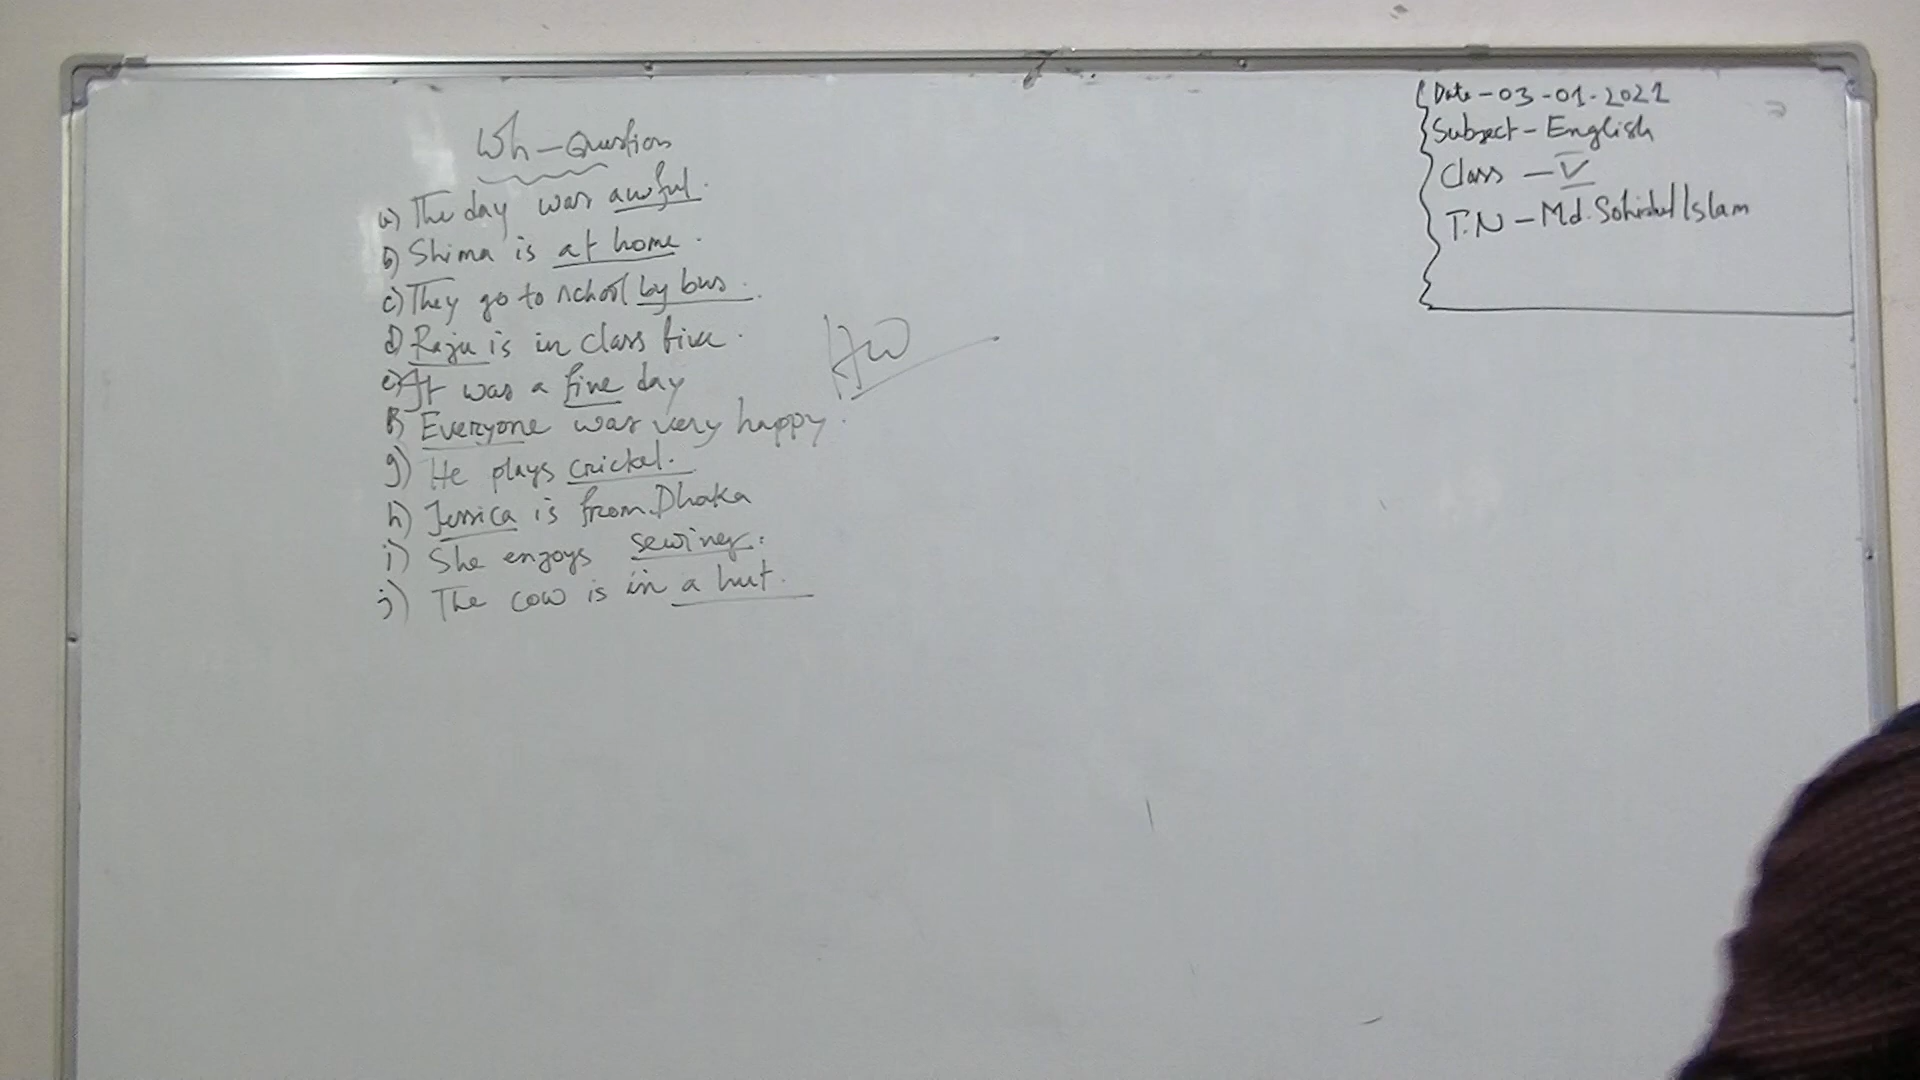 Wh-Question
a) The day was awful.
b) Shima is at home.
c) They go to school by bus.
d) Raju is in class five.
e) It was a fine day
f) Everyone was very happy.
g) He plays cricket.
h) Jessica is from Dhaka
i) She enjoys sewing.
j) The cow is in a hut.
HW
Date-03-01-2021
Subject-English
Class-V
T.N-Md. Sohidul Islam